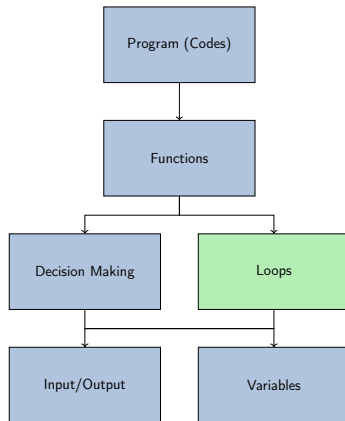 Program (Codes)
Functions
Decision Making
Loops
Input/Output
Variables